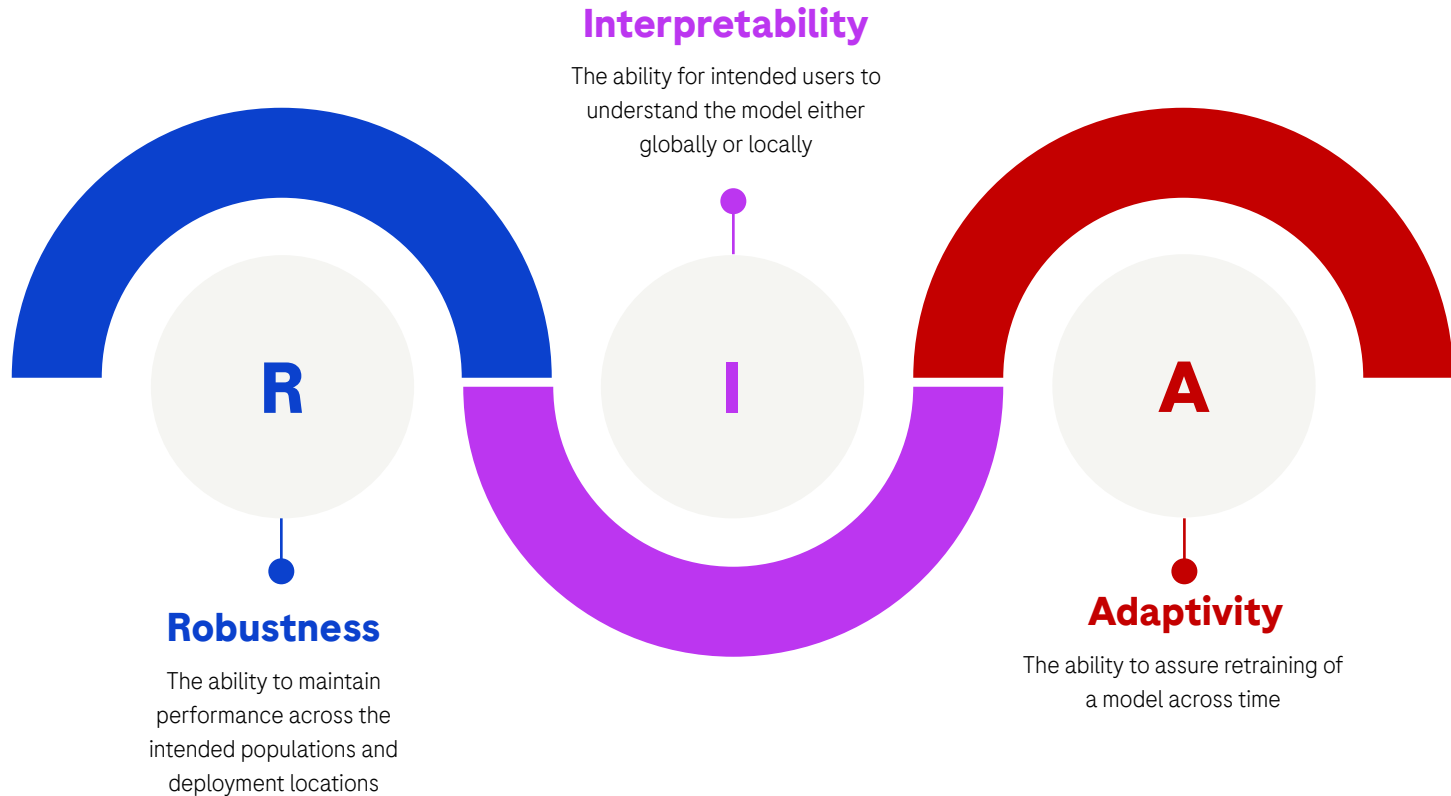 Interpretability
The ability for intended users to
understand the model either
globally or locally
R
I
A
Robustness
The ability to maintain
performance across the
intended populations and
deployment locations
Adaptivity
The ability to assure retraining of
a model across time